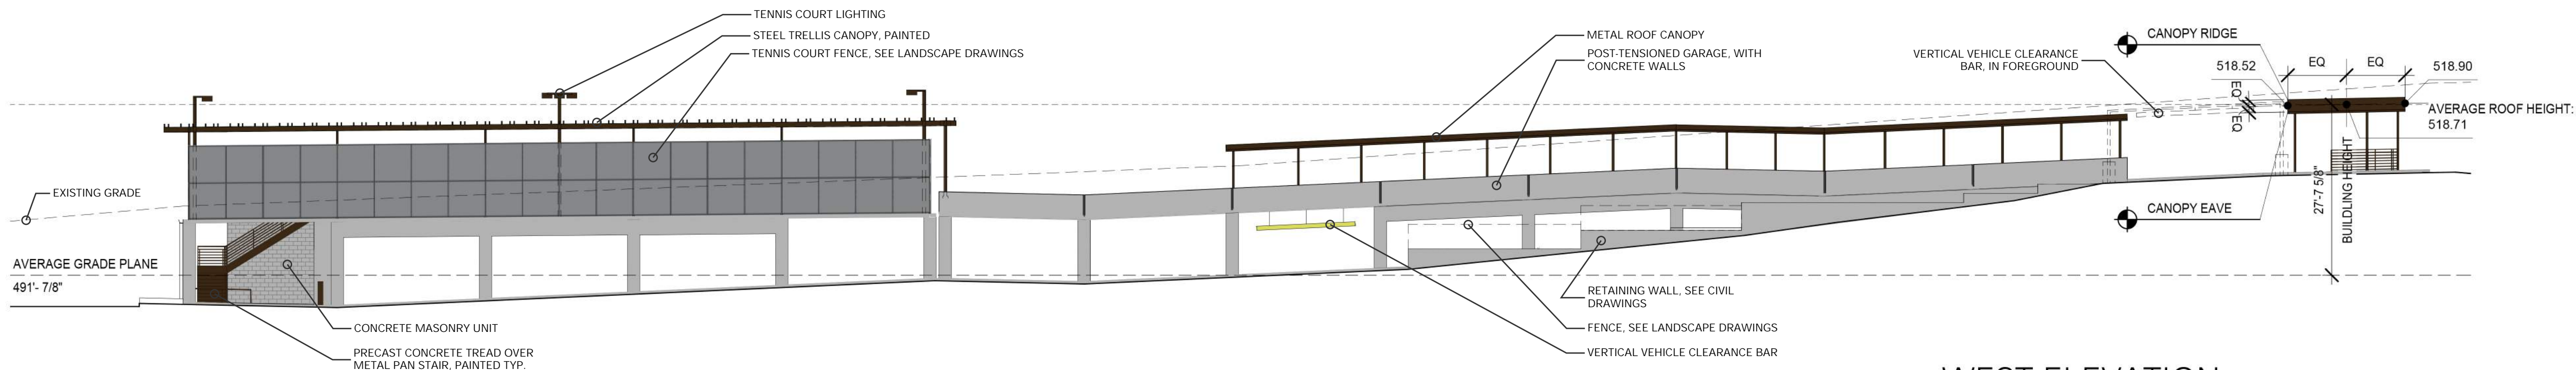 TENNIS COURT LIGHTING
STEEL TRELLIS CANOPY, PAINTED
TENNIS COURT FENCE, SEE LANDSCAPE DRAWINGS
METAL ROOF CANOPY
POST-TENSIONED GARAGE, WITH
CONCRETE WALLS
VERTICAL VEHICLE CLEARANCE
BAR, IN FOREGROUND
CANOPY RIDGE
518.52
EQ
EQ
518.90
EQ
EQ
AVERAGE ROOF HEIGHT:
518.71
EXISTING GRADE
27'-7 5/8"
BUILDLING HEIGHT
CANOPY EAVE
AVERAGE GRADE PLANE
491'- 7/8"
CONCRETE MASONRY UNIT
PRECAST CONCRETE TREAD OVER
METAL PAN STAIR, PAINTED TYP.
RETAINING WALL, SEE CIVIL
DRAWINGS
FENCE, SEE LANDSCAPE DRAWINGS
VERTICAL VEHICLE CLEARANCE BAR
WEST ELEVATION